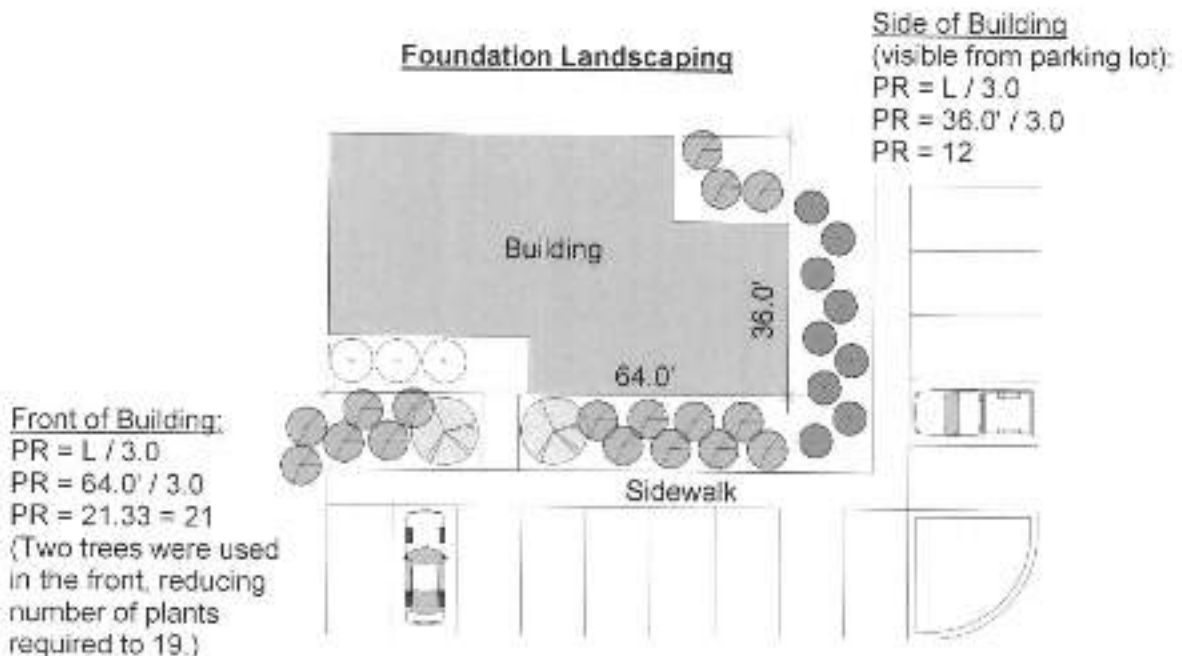 Foundation Landscaping
Side of Building
(visible from parking lot):
PR = L / 3.0
PR = 36.0' / 3.0
PR = 12
Building
36.0'
64.0'
Front of Building:
PR = L / 3.0
PR = 64.0' / 3.0
PR = 21.33 = 21
(Two trees were used
in the front, reducing
number of plants
required to 19.)
Sidewalk